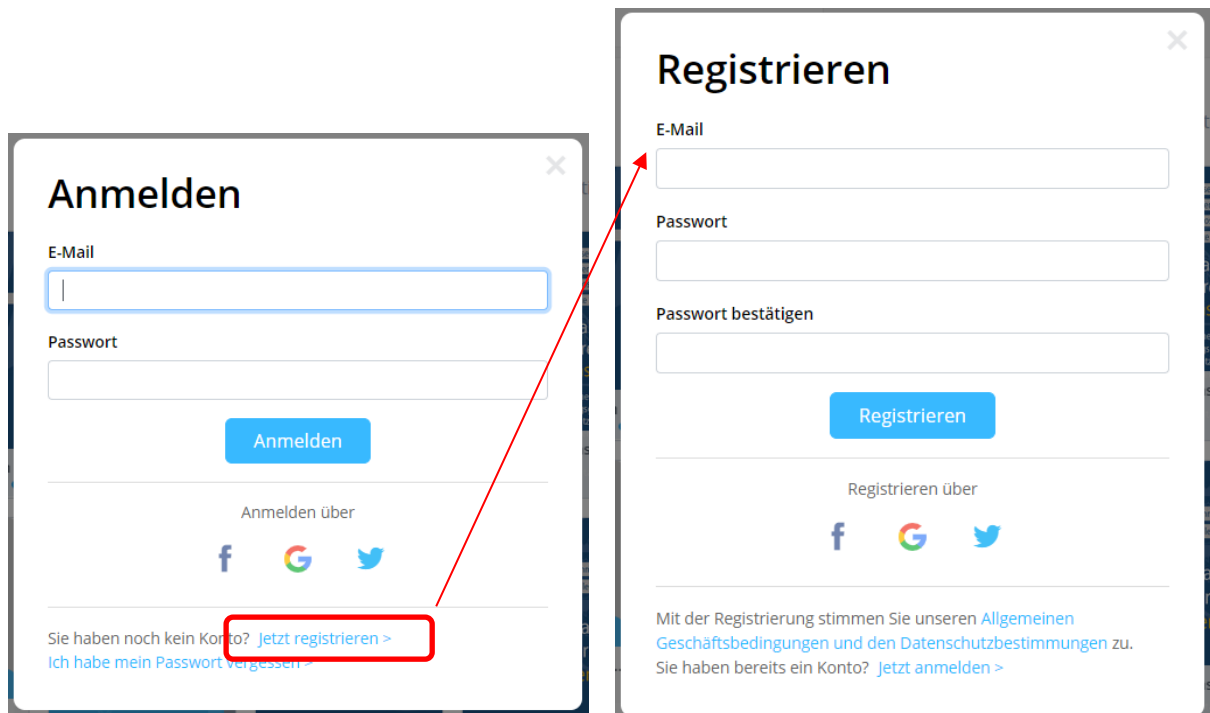 Anmelden
E-Mail
Passwort
Anmelden
Anmelden über
Sie haben noch kein Konto? Jetzt registrieren >
Ich habe mein Passwort vergessen >
Registrieren
E-Mail
Passwort
Passwort bestätigen
Registrieren
Registrieren über
Mit der Registrierung stimmen Sie unseren Allgemeinen
Geschäftsbedingungen und den Datenschutzbestimmungen zu.
Sie haben bereits ein Konto? Jetzt anmelden >